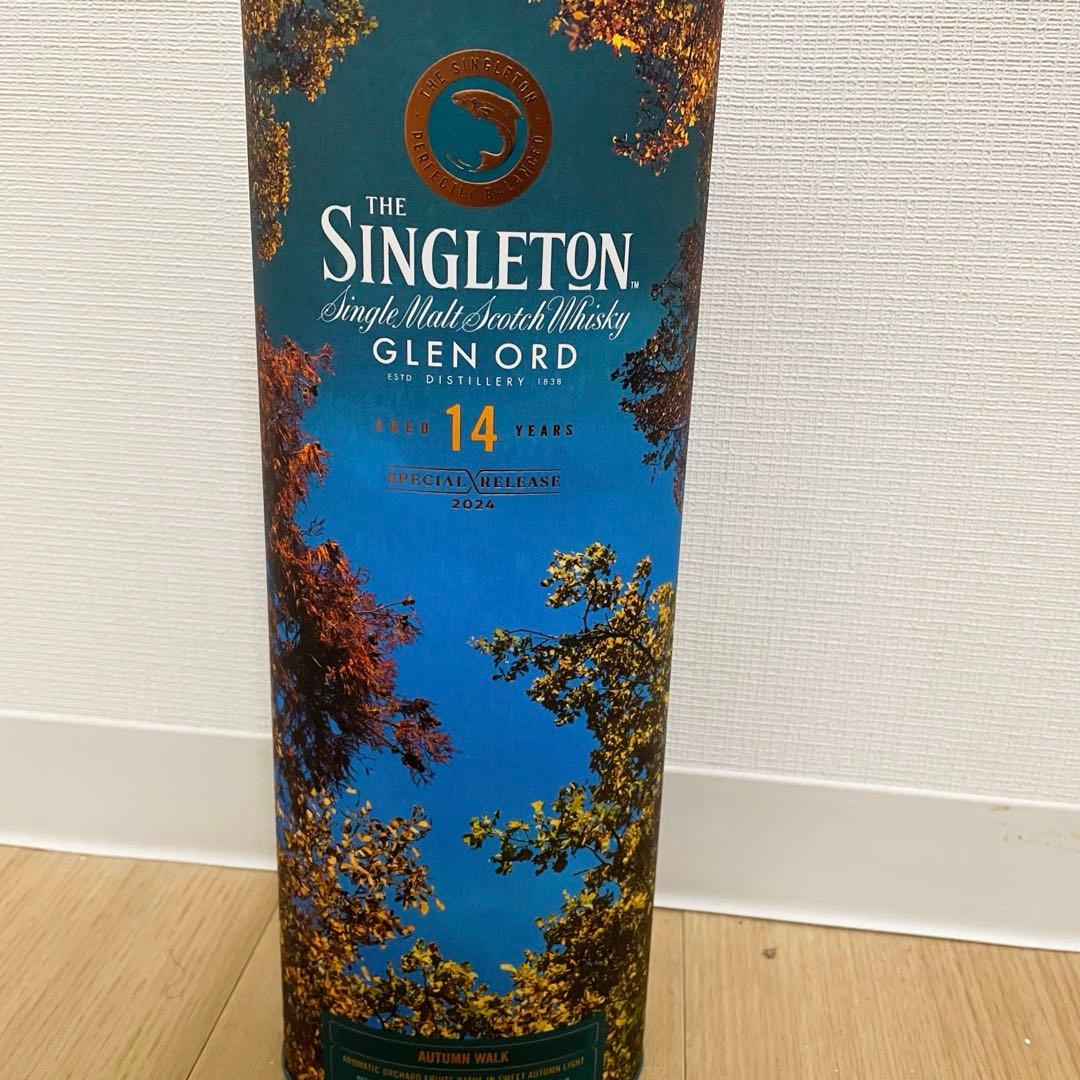 THE SINGLETON
PERFECTLY BALANCED
THE
SINGLETON™
Single Malt Scotch Whisky
GLEN ORD
ESTD DISTILLERY 1838
AGED 14 YEARS
SPECIAL RELEASE
2024
AUTUMN WALK
AROMATIC ORCHARD FRUITS BATHE IN SWEET AUTUMN LIGHT